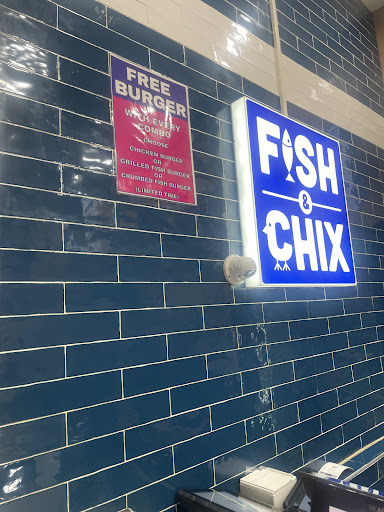 FREE
BURGER
WITH EVERY
COMBO
CHOOSE
CHICKEN BURGER
OR
GRILLED FISH BURGER
OR
CRUMBED FISH BURGER
(LIMITED TIME)
FISH
&
CHIX